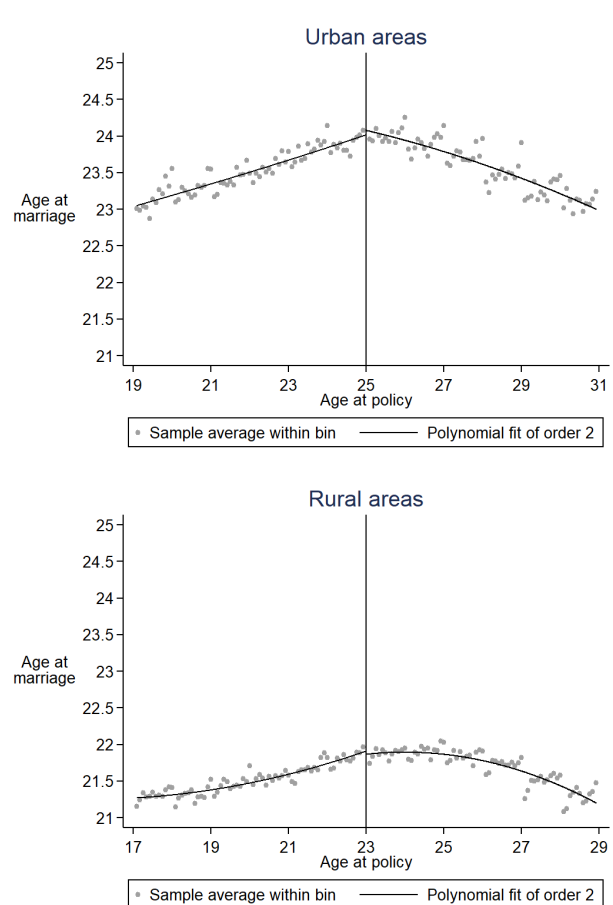 Urban areas
25
24.5
24
23.5
23
22.5
22
21.5
21
Age at
marriage
19 21 23 25 27 29 31
Age at policy
Sample average within bin Polynomial fit of order 2
Rural areas
25
24.5
24
23.5
23
22.5
22
21.5
21
Age at
marriage
17 19 21 23 25 27 29
Age at policy
Sample average within bin Polynomial fit of order 2